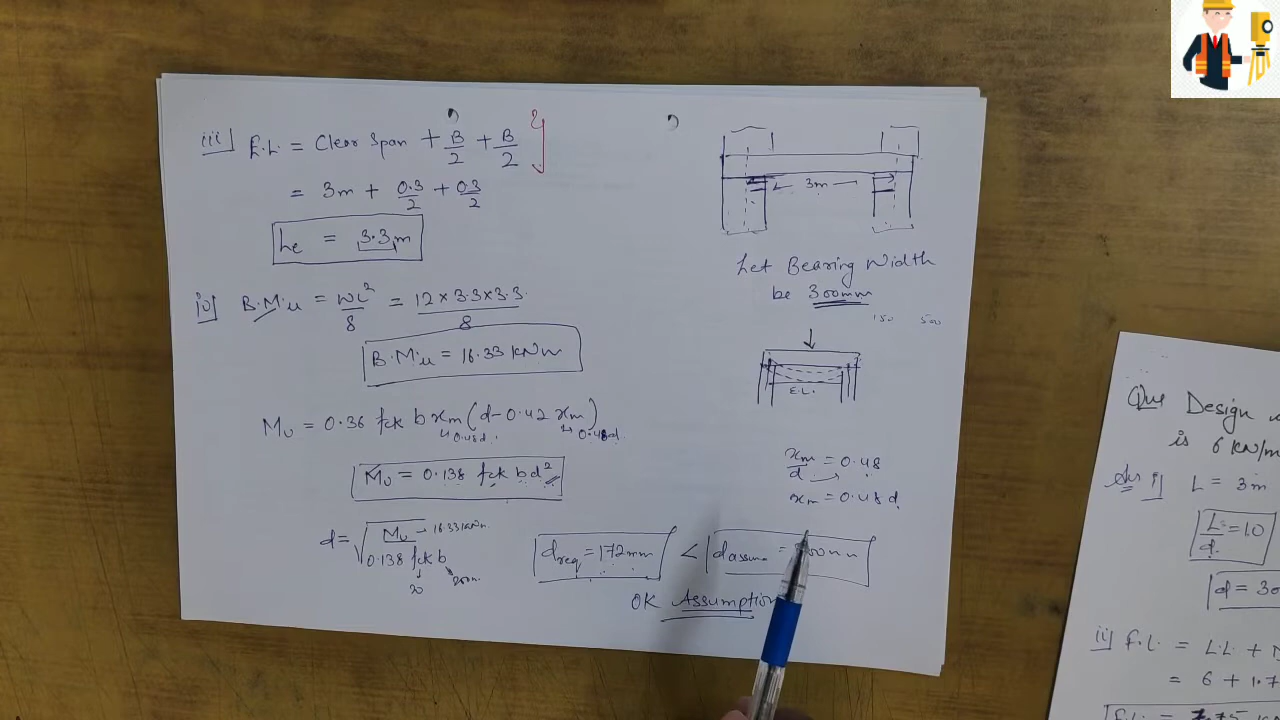 iii] E.L. = Clear Span + B/2 + B/2
= 3m + 0.3/2 + 0.3/2
Le = 3.3m
iv] B.M.u = wl²/8 = 12×3.3×3.3/8
B.M.u = 16.33 kNm
Mu = 0.36 fck b xm (d-0.42 xm)
0.48d. 0.48d.
Mu = 0.138 fck bd²
d = √ Mu → 16.33kNm
0.138 fck b
20
dreq = 172mm < dassum =
OK Assumption
3m
Let Bearing Width
be 300mm
150 500
E.L.
xm/d = 0.48
xm = 0.48 d
Que Design
is 6 kN/m
Ans i] L = 3m
L/d = 10
d = 30
ii] F.L. = L.L +
= 6 + 1.7
F.L. =